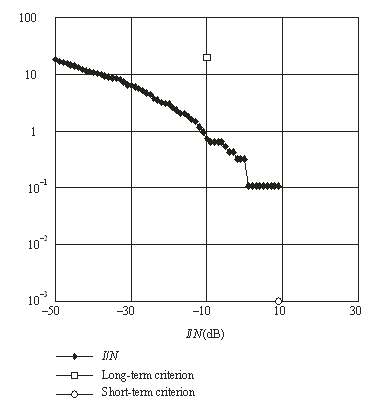 100
10
1
10⁻¹
10⁻²
10⁻³
–50 –30 –10 10 30
I/N (dB)
I/N
Long-term criterion
Short-term criterion